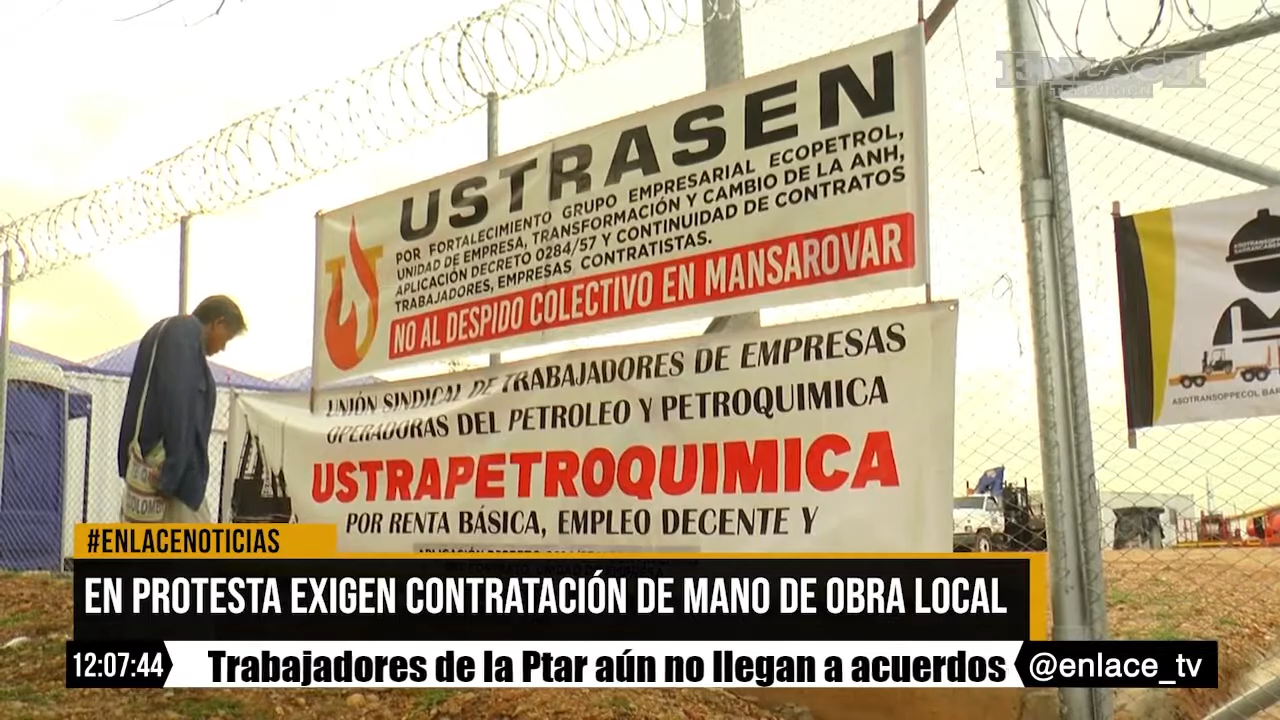 ENLACE
TELEVISIÓN
USTRASEN
POR FORTALECIMIENTO GRUPO EMPRESARIAL ECOPETROL,
UNIDAD DE EMPRESA, TRANSFORMACIÓN Y CAMBIO DE LA ANH,
APLICACIÓN DECRETO 0284/57 Y CONTINUIDAD DE CONTRATOS
TRABAJADORES, EMPRESAS CONTRATISTAS.
NO AL DESPIDO COLECTIVO EN MANSAROVAR
UNIÓN SINDICAL DE TRABAJADORES DE EMPRESAS
OPERADORAS DEL PETROLEO Y PETROQUIMICA
USTRAPETROQUIMICA
POR RENTA BÁSICA, EMPLEO DECENTE Y
ASOTRANSOPPECOL BAR
#ENLACENOTICIAS
EN PROTESTA EXIGEN CONTRATACIÓN DE MANO DE OBRA LOCAL
12:07:44
Trabajadores de la Ptar aún no llegan a acuerdos
@enlace_tv